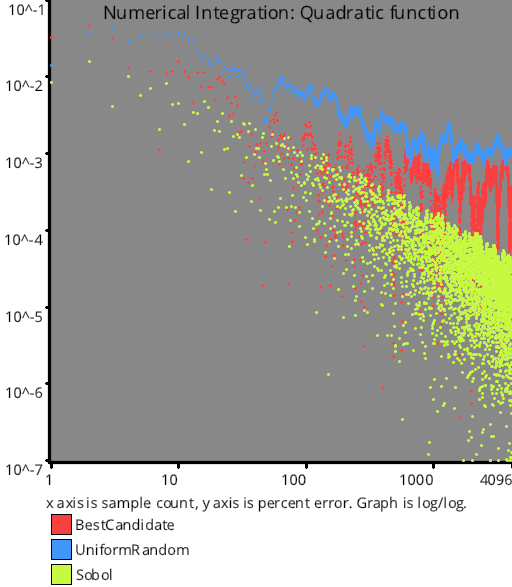 Numerical Integration: Quadratic function
10^-1
10^-2
10^-3
10^-4
10^-5
10^-6
10^-7
1 10 100 1000 4096
x axis is sample count, y axis is percent error. Graph is log/log.
BestCandidate
UniformRandom
Sobol